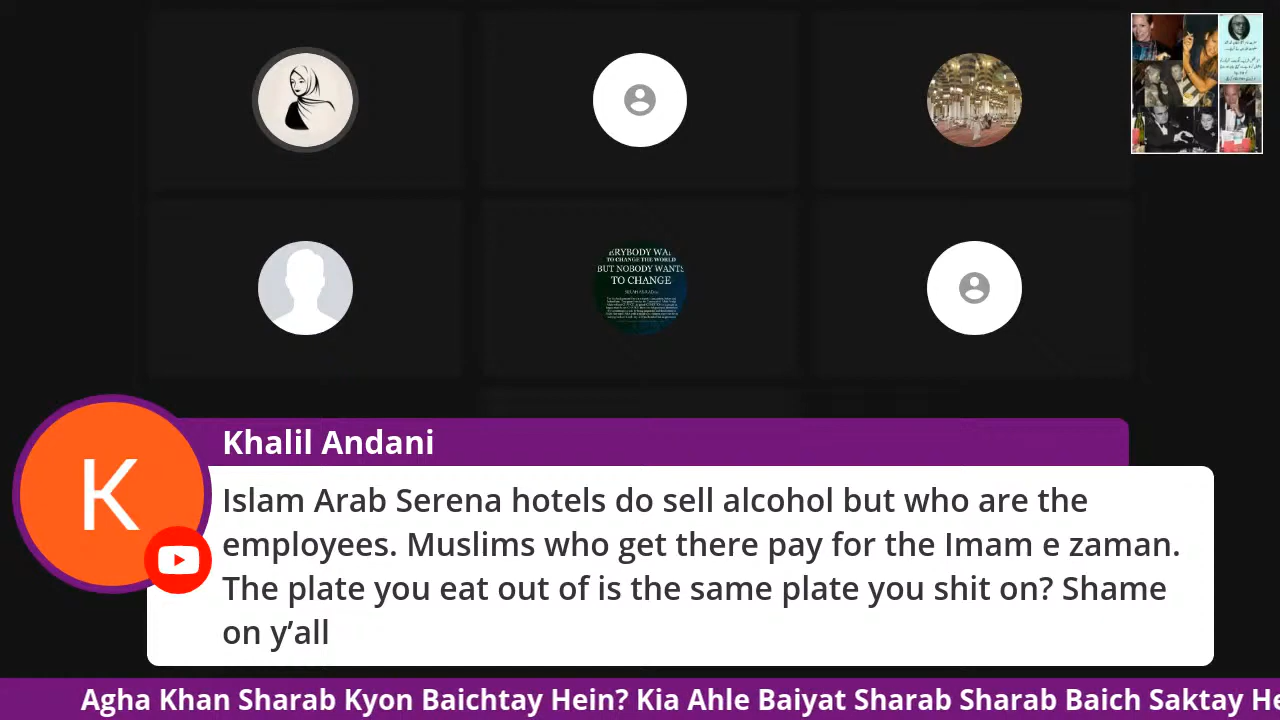 ERYBODY WA
TO CHANGE THE WORLD
BUT NOBODY WANTS
TO CHANGE
K
Khalil Andani
Islam Arab Serena hotels do sell alcohol but who are the
employees. Muslims who get there pay for the Imam e zaman.
The plate you eat out of is the same plate you shit on? Shame
on y’all
Agha Khan Sharab Kyon Baichtay Hein? Kia Ahle Baiyat Sharab Sharab Baich Saktay He